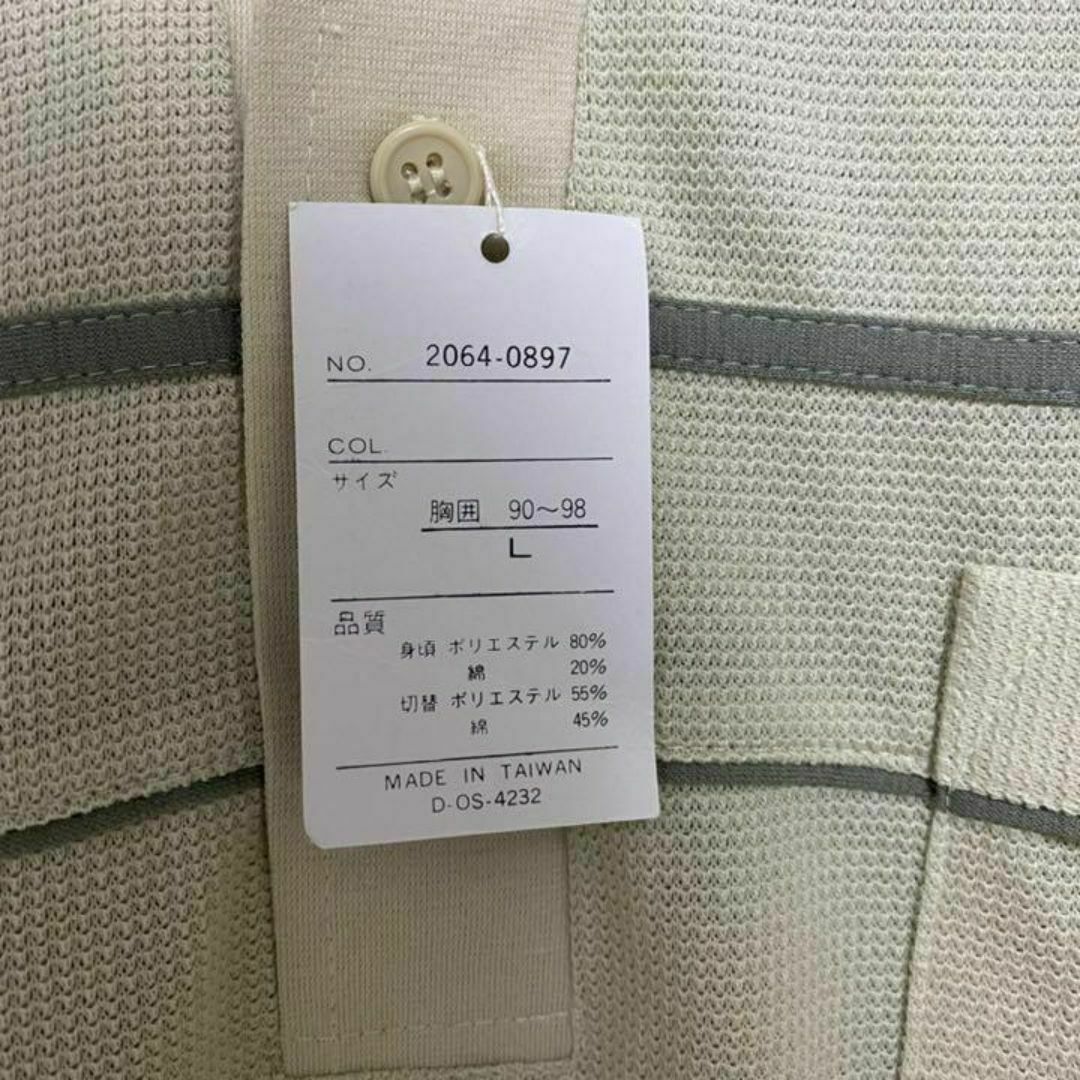 NO. 2064-0897
COL.
サイズ
胸囲 90〜98
L
品質
身頃 ポリエステル 80%
綿 20%
切替 ポリエステル 55%
綿 45%
MADE IN TAIWAN
D-OS-4232